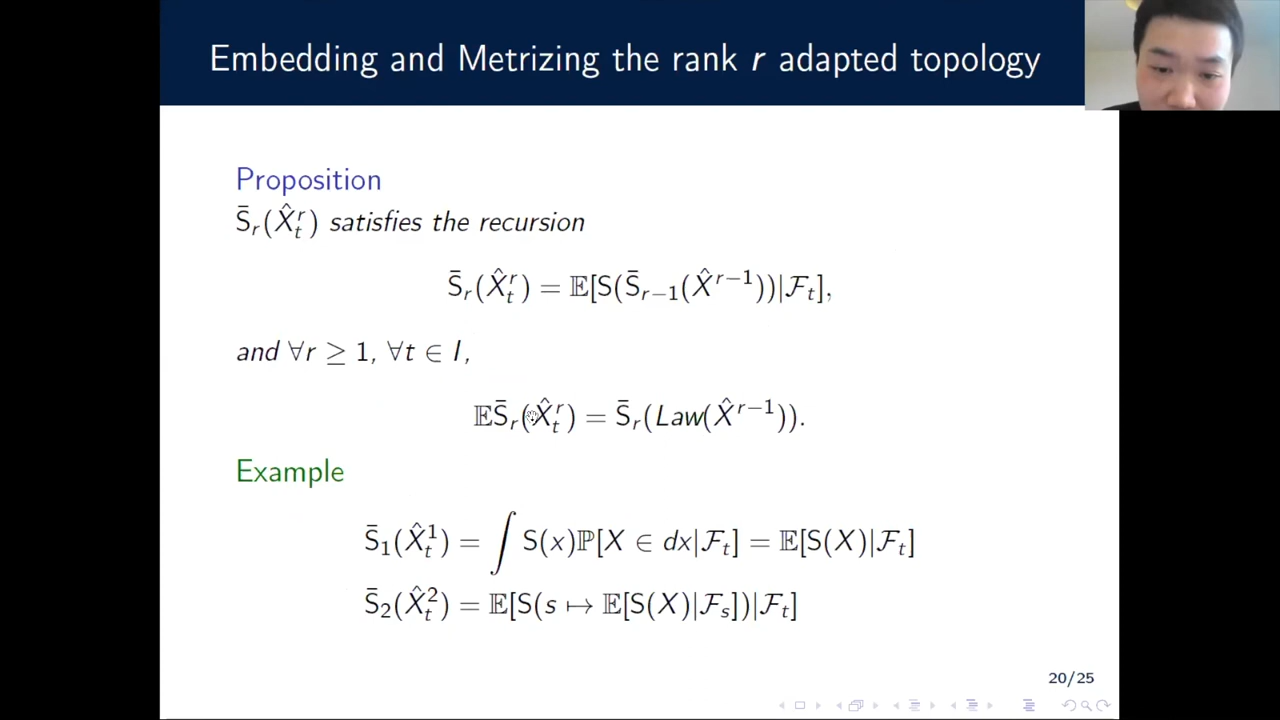 Embedding and Metrizing the rank r adapted topology
Proposition
S̄_r(X̂_t^r) satisfies the recursion
S̄_r(X̂_t^r) = 𝔼[S(S̄_{r−1}(X̂^{r−1}))|ℱ_t],
and ∀r ≥ 1, ∀t ∈ I,
𝔼S̄_r(X̂_t^r) = S̄_r(Law(X̂^{r−1})).
Example
S̄_1(X̂_t^1) = ∫ S(x)ℙ[X ∈ dx|ℱ_t] = 𝔼[S(X)|ℱ_t]
S̄_2(X̂_t^2) = 𝔼[S(s ↦ 𝔼[S(X)|ℱ_s])|ℱ_t]
20/25